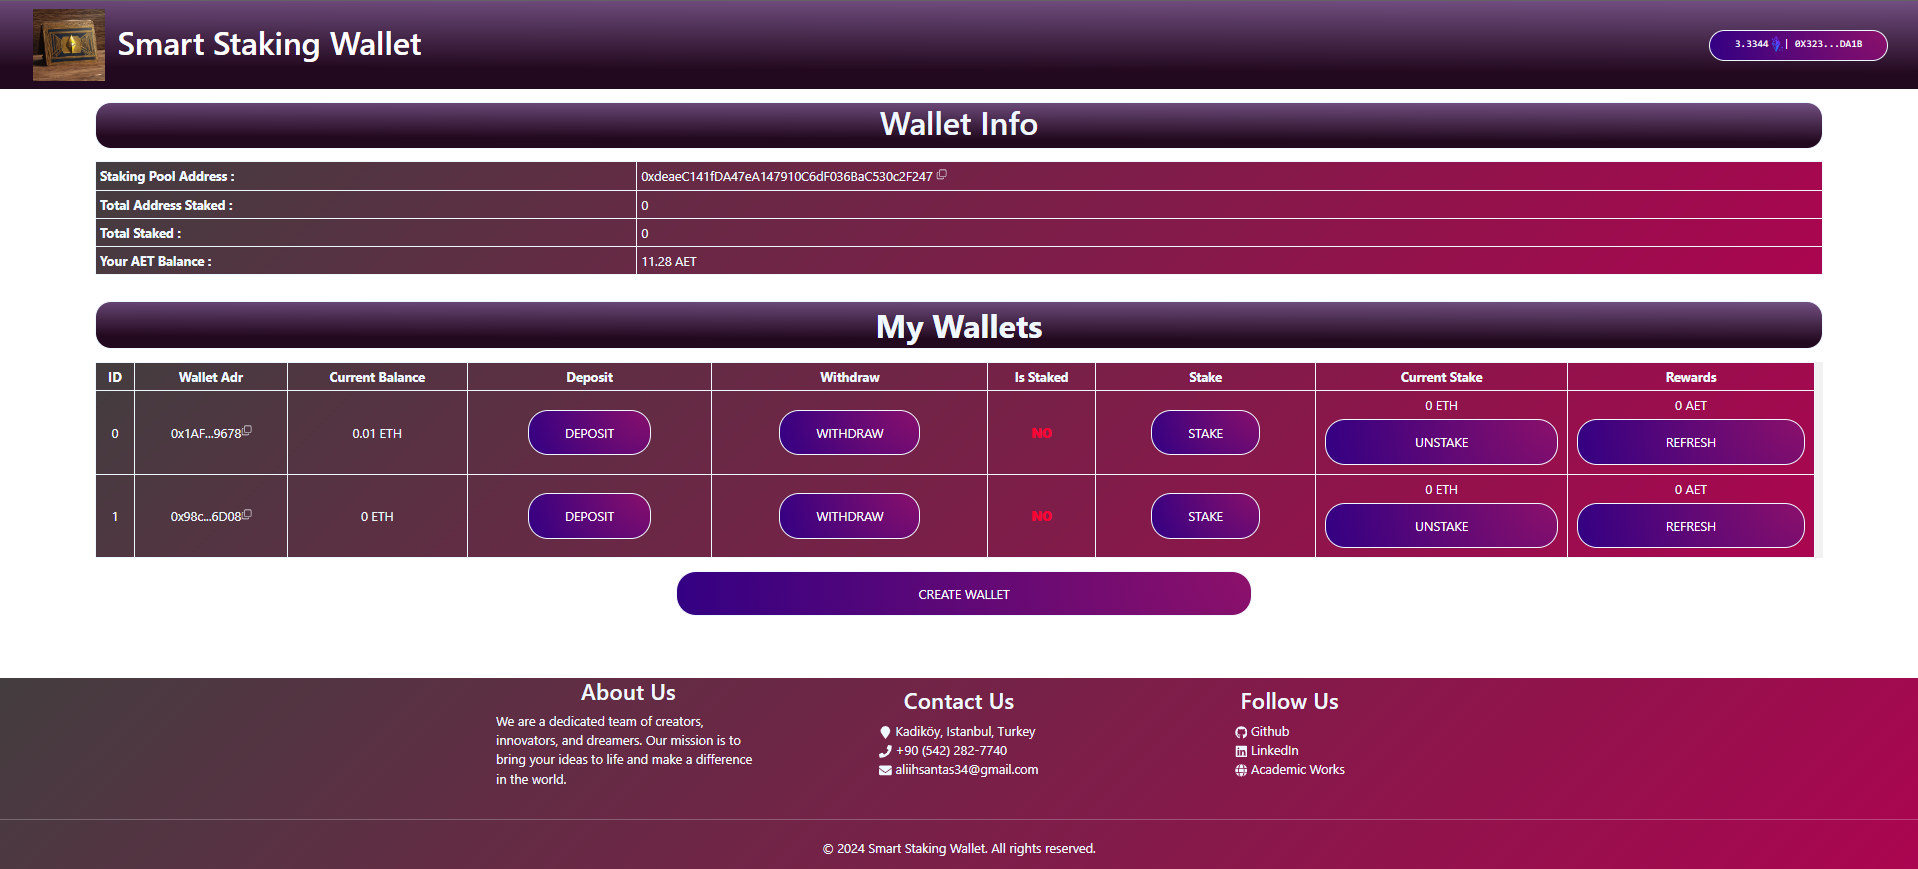 Smart Staking Wallet
3.3344 | 0X323...DA1B
Wallet Info
Staking Pool Address : 0xdeaeC141fDA47eA147910C6dF036BaC530c2F247
Total Address Staked : 0
Total Staked : 0
Your AET Balance : 11.28 AET
My Wallets
ID Wallet Adr Current Balance Deposit Withdraw Is Staked Stake Current Stake Rewards
0 0x1AF...9678 0.01 ETH DEPOSIT WITHDRAW NO STAKE 0 ETH UNSTAKE 0 AET REFRESH
1 0x98c...6D08 0 ETH DEPOSIT WITHDRAW NO STAKE 0 ETH UNSTAKE 0 AET REFRESH
CREATE WALLET
About Us
We are a dedicated team of creators,
innovators, and dreamers. Our mission is to
bring your ideas to life and make a difference
in the world.
Contact Us
Kadiköy, Istanbul, Turkey
+90 (542) 282-7740
aliihsantas34@gmail.com
Follow Us
Github
LinkedIn
Academic Works
© 2024 Smart Staking Wallet. All rights reserved.